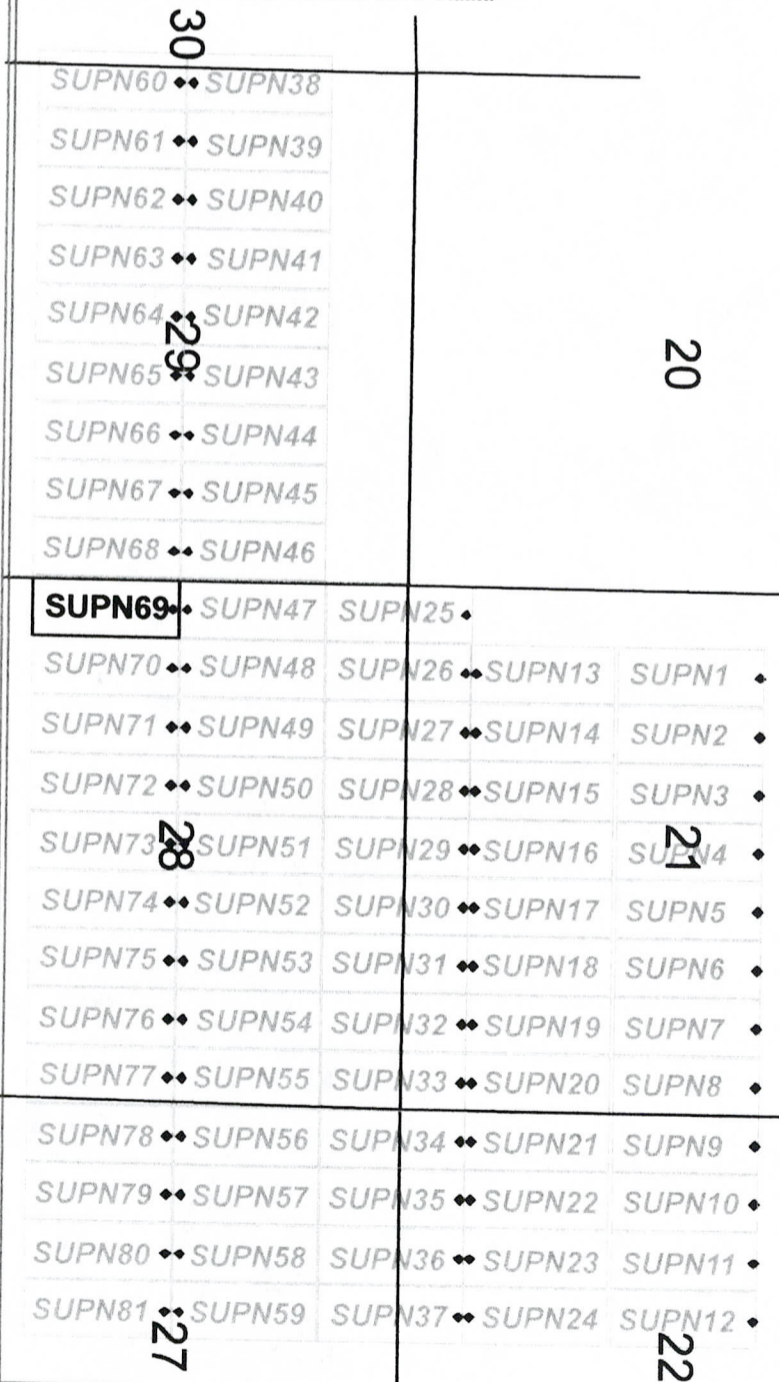 30
SUPN60 SUPN38
SUPN61 SUPN39
SUPN62 SUPN40
SUPN63 SUPN41
SUPN64 SUPN42
29
20
SUPN65 SUPN43
SUPN66 SUPN44
SUPN67 SUPN45
SUPN68 SUPN46
SUPN69 SUPN47 SUPN25
SUPN70 SUPN48 SUPN26 SUPN13 SUPN1
SUPN71 SUPN49 SUPN27 SUPN14 SUPN2
SUPN72 SUPN50 SUPN28 SUPN15 SUPN3
SUPN73 SUPN51 SUPN29 SUPN16 SUPN4
28
21
SUPN74 SUPN52 SUPN30 SUPN17 SUPN5
SUPN75 SUPN53 SUPN31 SUPN18 SUPN6
SUPN76 SUPN54 SUPN32 SUPN19 SUPN7
SUPN77 SUPN55 SUPN33 SUPN20 SUPN8
SUPN78 SUPN56 SUPN34 SUPN21 SUPN9
SUPN79 SUPN57 SUPN35 SUPN22 SUPN10
SUPN80 SUPN58 SUPN36 SUPN23 SUPN11
SUPN81 SUPN59 SUPN37 SUPN24 SUPN12
27
22